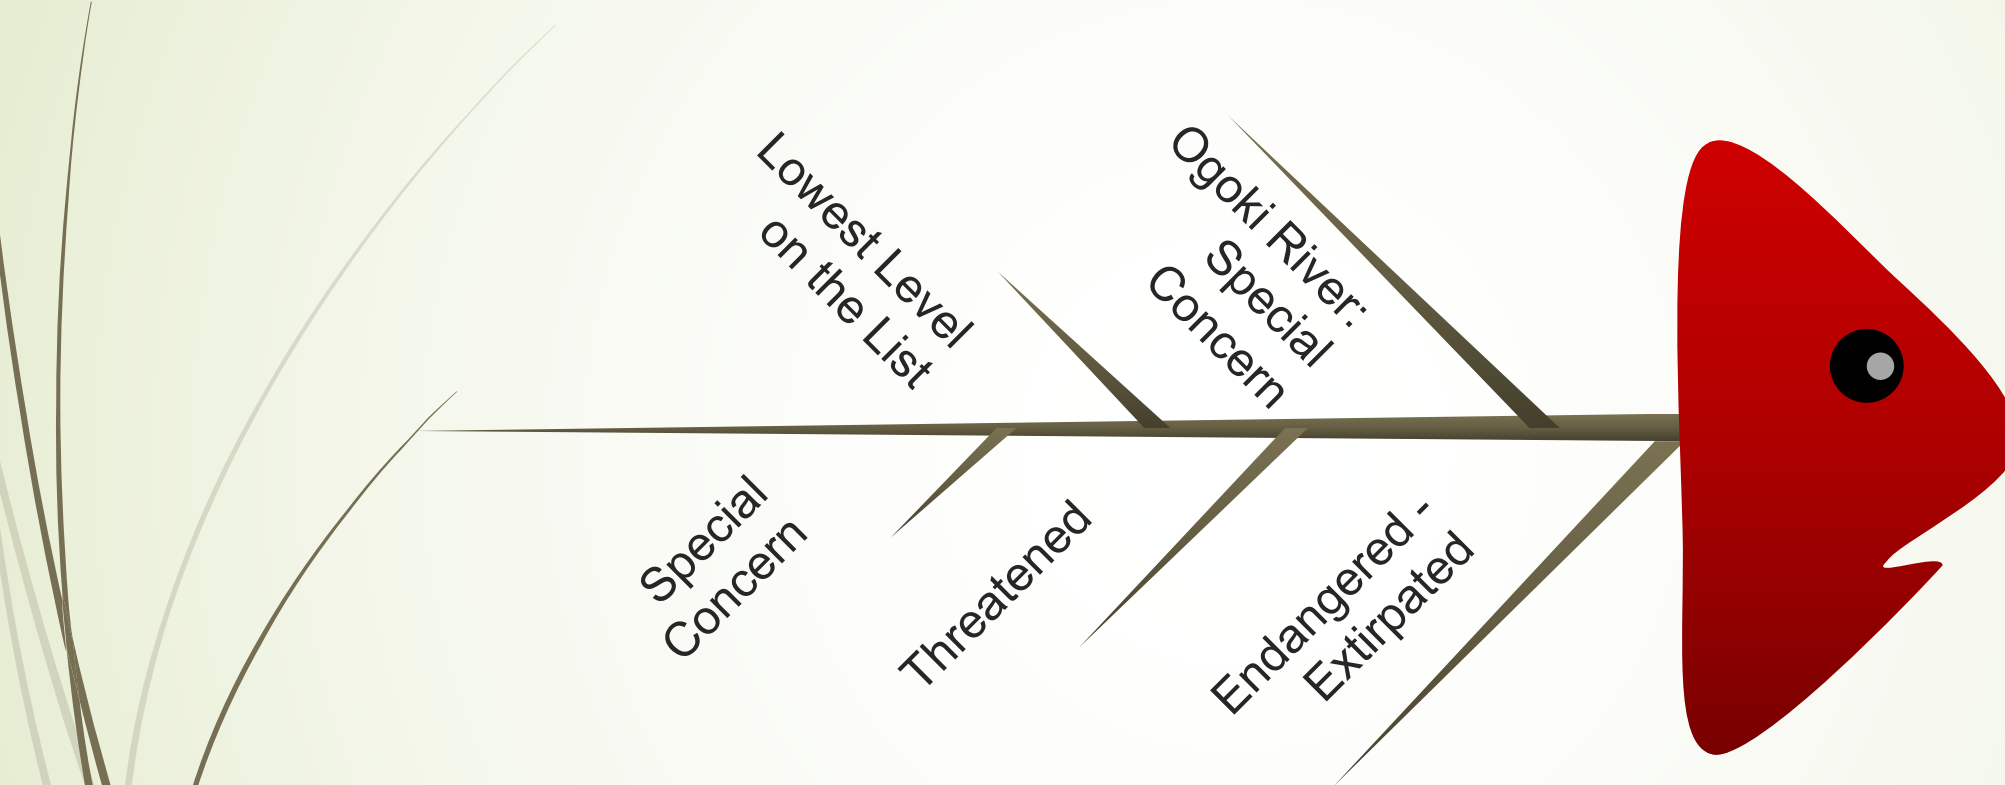 Lowest Level
on the List
Ogoki River:
Special
Concern
Special
Concern
Threatened
Endangered -
Extirpated